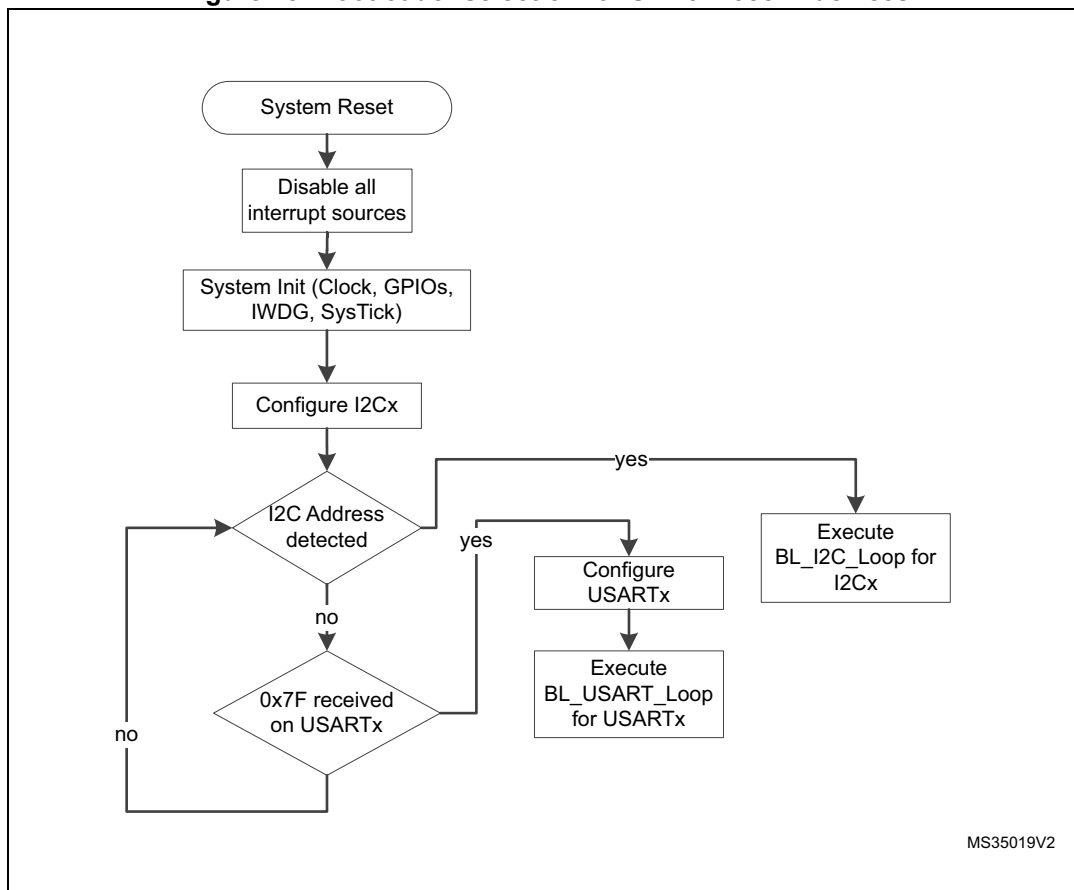 System Reset
Disable all
interrupt sources
System Init (Clock, GPIOs,
IWDG, SysTick)
Configure I2Cx
yes
I2C Address
detected
yes
Execute
BL_I2C_Loop for
I2Cx
Configure
USARTx
no
Execute
BL_USART_Loop
for USARTx
0x7F received
on USARTx
no
MS35019V2